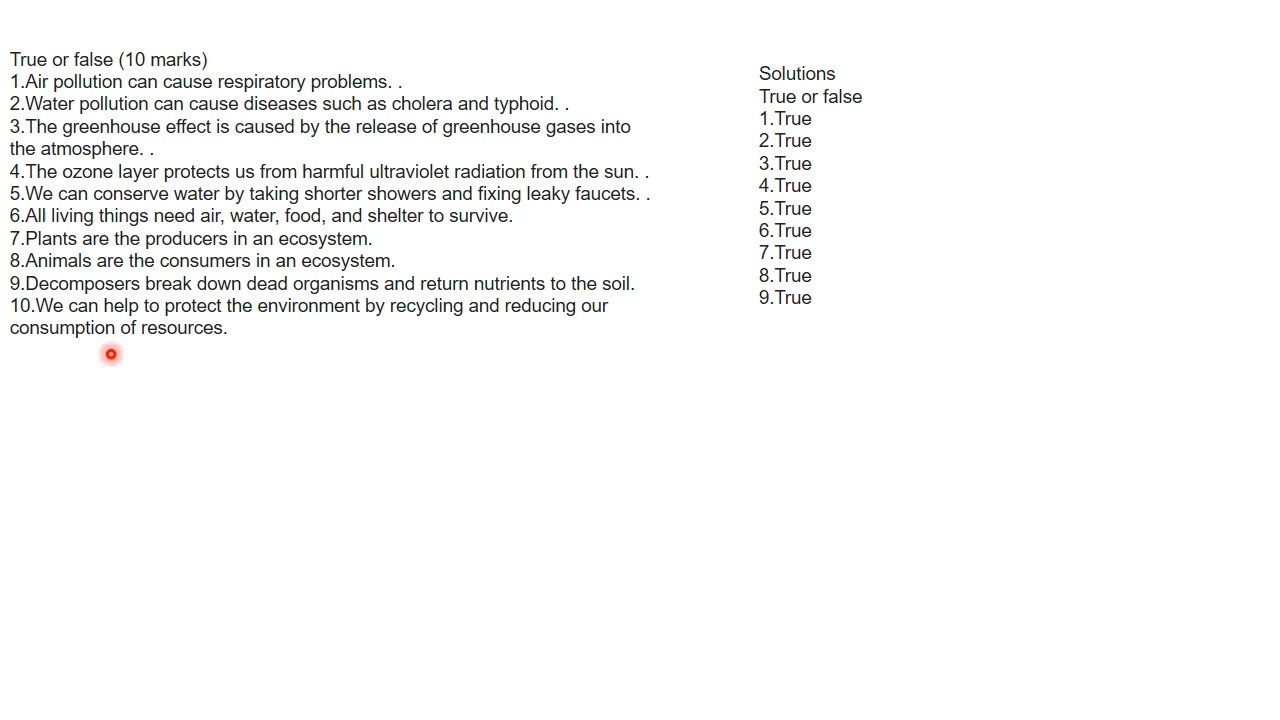 True or false (10 marks)
1.Air pollution can cause respiratory problems. .
2.Water pollution can cause diseases such as cholera and typhoid. .
3.The greenhouse effect is caused by the release of greenhouse gases into
the atmosphere. .
4.The ozone layer protects us from harmful ultraviolet radiation from the sun. .
5.We can conserve water by taking shorter showers and fixing leaky faucets. .
6.All living things need air, water, food, and shelter to survive.
7.Plants are the producers in an ecosystem.
8.Animals are the consumers in an ecosystem.
9.Decomposers break down dead organisms and return nutrients to the soil.
10.We can help to protect the environment by recycling and reducing our
consumption of resources.
Solutions
True or false
1.True
2.True
3.True
4.True
5.True
6.True
7.True
8.True
9.True